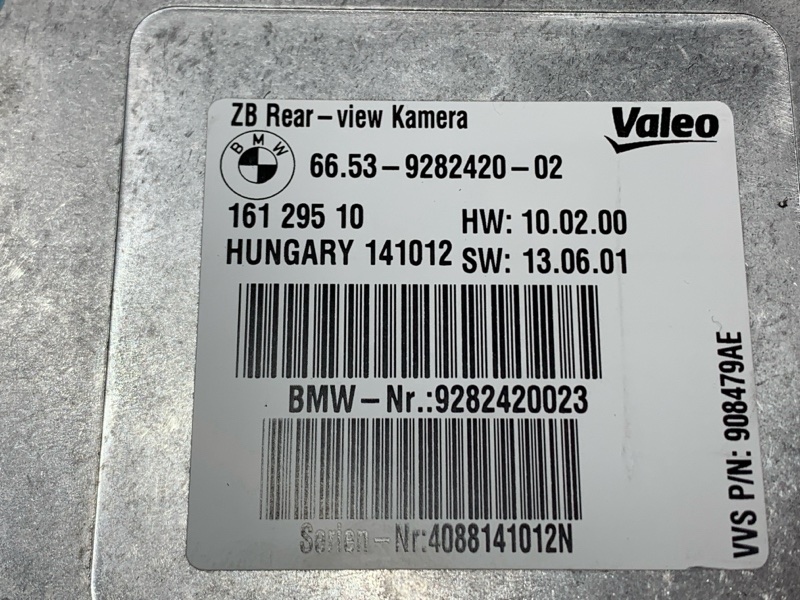 ZB Rear-view Kamera
Valeo
BMW
66.53-9282420-02
161 295 10
HW: 10.02.00
HUNGARY 141012
SW: 13.06.01
BMW-Nr.:9282420023
Serien-Nr:4088141012N
VVS P/N: 908479AE